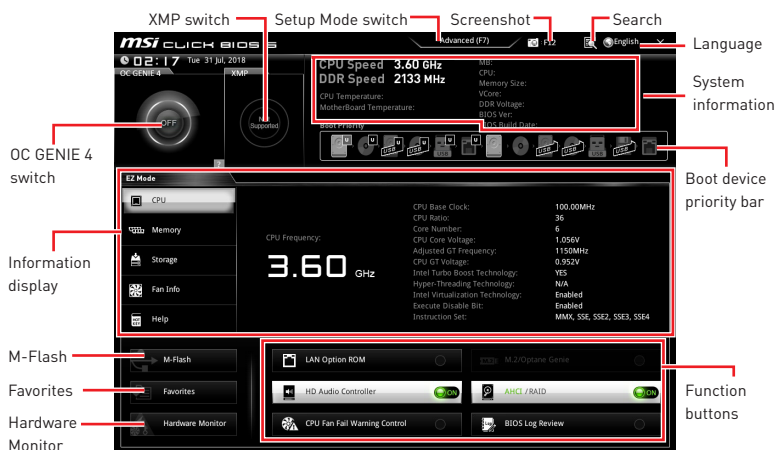 XMP switch
Setup Mode switch
Screenshot
Search
msi CLICK BIOS 5
Advanced (F7)
F12
English
Language
02:17 Tue 31 Jul, 2018
OC GENIE 4
XMP
OFF
Not Supported
CPU Speed 3.60 GHz
DDR Speed 2133 MHz
CPU Temperature:
MotherBoard Temperature:
MB:
CPU:
Memory Size:
VCore:
DDR Voltage:
BIOS Ver:
BIOS Build Date:
System
information
Boot Priority
U U U U U U
USB USB USB USB USB USB
OC GENIE 4
switch
?
Boot device
priority bar
EZ Mode
CPU
Memory
Storage
Fan Info
Help
CPU Frequency:
3.60 GHz
CPU Base Clock: 100.00MHz
CPU Ratio: 36
Core Number: 6
CPU Core Voltage: 1.056V
Adjusted GT Frequency: 1150MHz
CPU GT Voltage: 0.952V
Intel Turbo Boost Technology: YES
Hyper-Threading Technology: N/A
Intel Virtualization Technology: Enabled
Execute Disable Bit: Enabled
Instruction Set: MMX, SSE, SSE2, SSE3, SSE4
Information
display
M-Flash
Favorites
Hardware
Monitor
M-Flash
Favorites
Hardware Monitor
LAN Option ROM
M.2/Optane Genie
HD Audio Controller ON
AHCI /RAID ON
CPU Fan Fail Warning Control
BIOS Log Review
Function
buttons